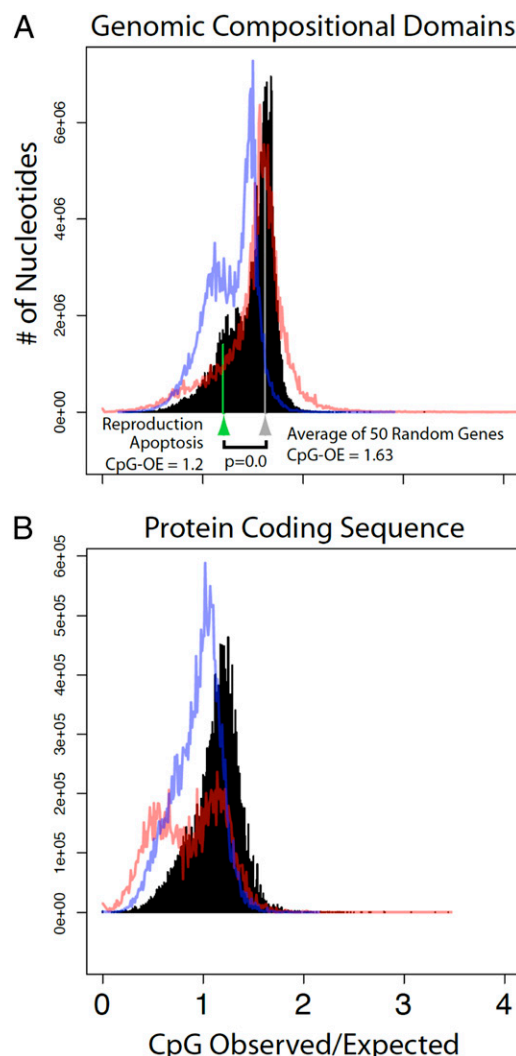 A Genomic Compositional Domains
# of Nucleotides
6e+06
4e+06
2e+06
0e+00
Reproduction
Apoptosis
CpG-OE = 1.2
p=0.0
Average of 50 Random Genes
CpG-OE = 1.63
B Protein Coding Sequence
6e+05
5e+05
4e+05
3e+05
2e+05
1e+05
0e+00
0 1 2 3 4
CpG Observed/Expected